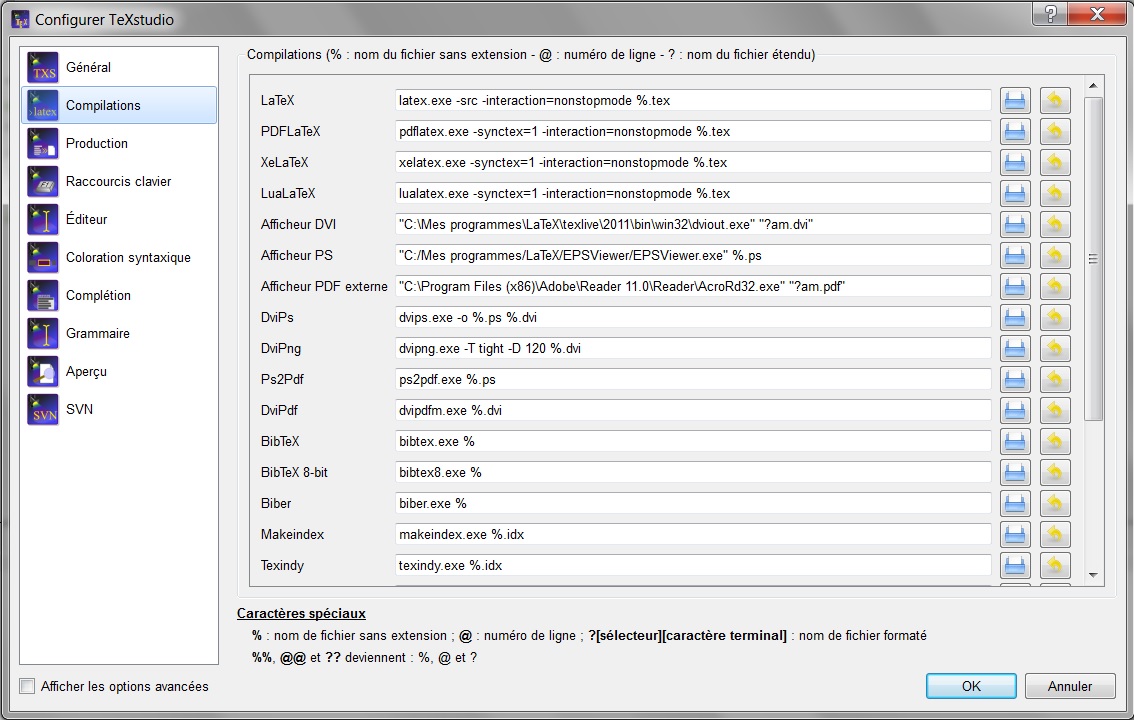 Configurer TeXstudio
Général
Compilations
Production
Raccourcis clavier
Éditeur
Coloration syntaxique
Complétion
Grammaire
Aperçu
SVN
Compilations (% : nom du fichier sans extension - @ : numéro de ligne - ? : nom du fichier étendu)
LaTeX latex.exe -src -interaction=nonstopmode %.tex
PDFLaTeX pdflatex.exe -synctex=1 -interaction=nonstopmode %.tex
XeLaTeX xelatex.exe -synctex=1 -interaction=nonstopmode %.tex
LuaLaTeX lualatex.exe -synctex=1 -interaction=nonstopmode %.tex
Afficheur DVI "C:\Mes programmes\LaTeX\texlive\2011\bin\win32\dviout.exe" "?am.dvi"
Afficheur PS "C:/Mes programmes/LaTeX/EPSViewer/EPSViewer.exe" %.ps
Afficheur PDF externe "C:\Program Files (x86)\Adobe\Reader 11.0\Reader\AcroRd32.exe" "?am.pdf"
DviPs dvips.exe -o %.ps %.dvi
DviPng dvipng.exe -T tight -D 120 %.dvi
Ps2Pdf ps2pdf.exe %.ps
DviPdf dvipdfm.exe %.dvi
BibTeX bibtex.exe %
BibTeX 8-bit bibtex8.exe %
Biber biber.exe %
Makeindex makeindex.exe %.idx
Texindy texindy.exe %.idx
Caractères spéciaux
% : nom de fichier sans extension ; @ : numéro de ligne ; ?[sélecteur][caractère terminal] : nom de fichier formaté
%%, @@ et ?? deviennent : %, @ et ?
Afficher les options avancées
OK
Annuler